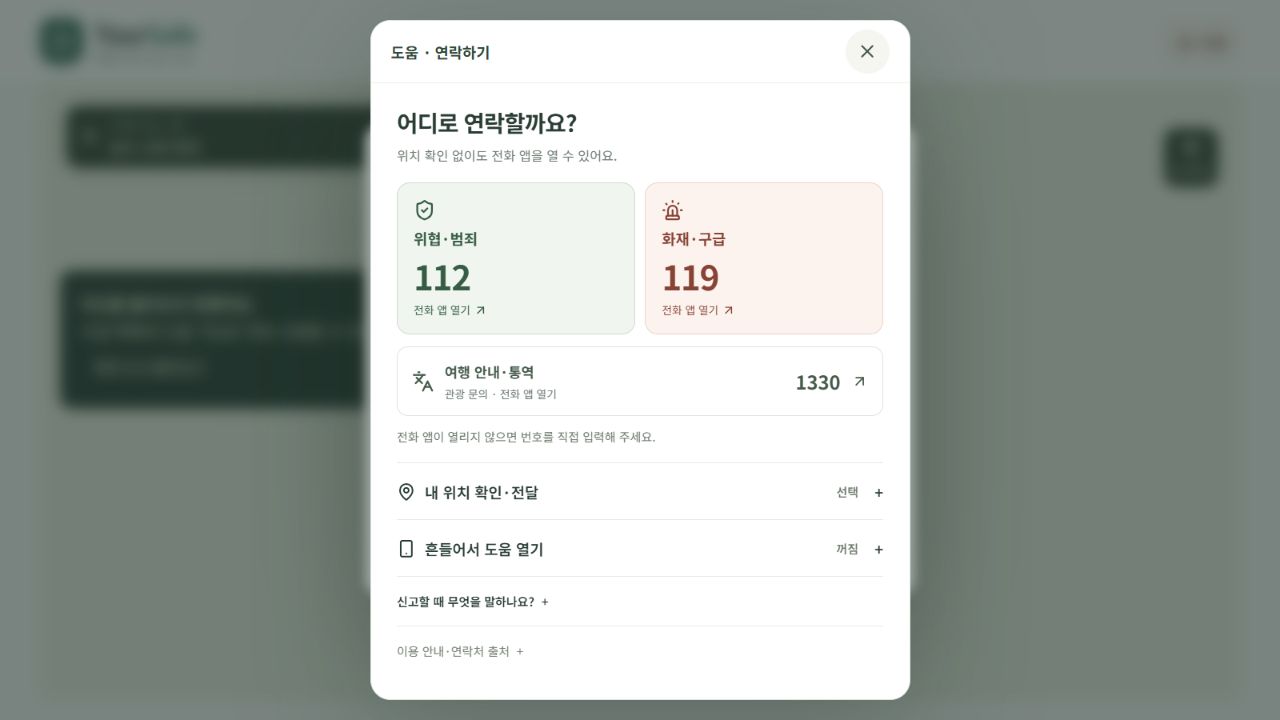 도움 · 연락하기
어디로 연락할까요?
위치 확인 없이도 전화 앱을 열 수 있어요.
위협·범죄
112
전화 앱 열기
화재·구급
119
전화 앱 열기
여행 안내·통역
관광 문의 · 전화 앱 열기
1330
전화 앱이 열리지 않으면 번호를 직접 입력해 주세요.
내 위치 확인·전달
선택 +
흔들어서 도움 열기
꺼짐 +
신고할 때 무엇을 말하나요? +
이용 안내·연락처 출처 +